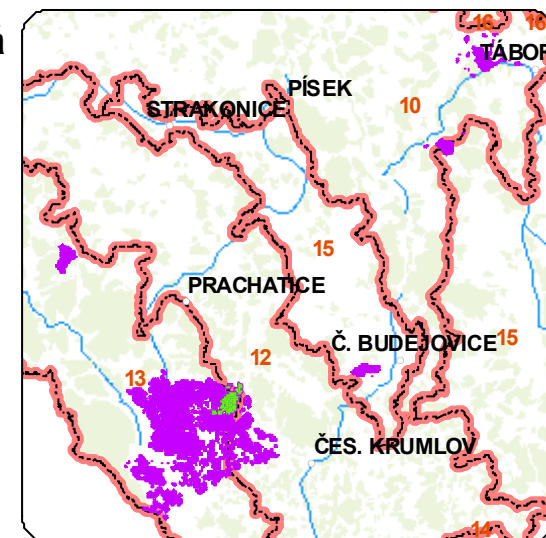 á
16
16
TÁBOR
PÍSEK
STRAKONICE
10
15
PRACHATICE
Č. BUDĚJOVICE
15
12
13
ČES. KRUMLOV
14